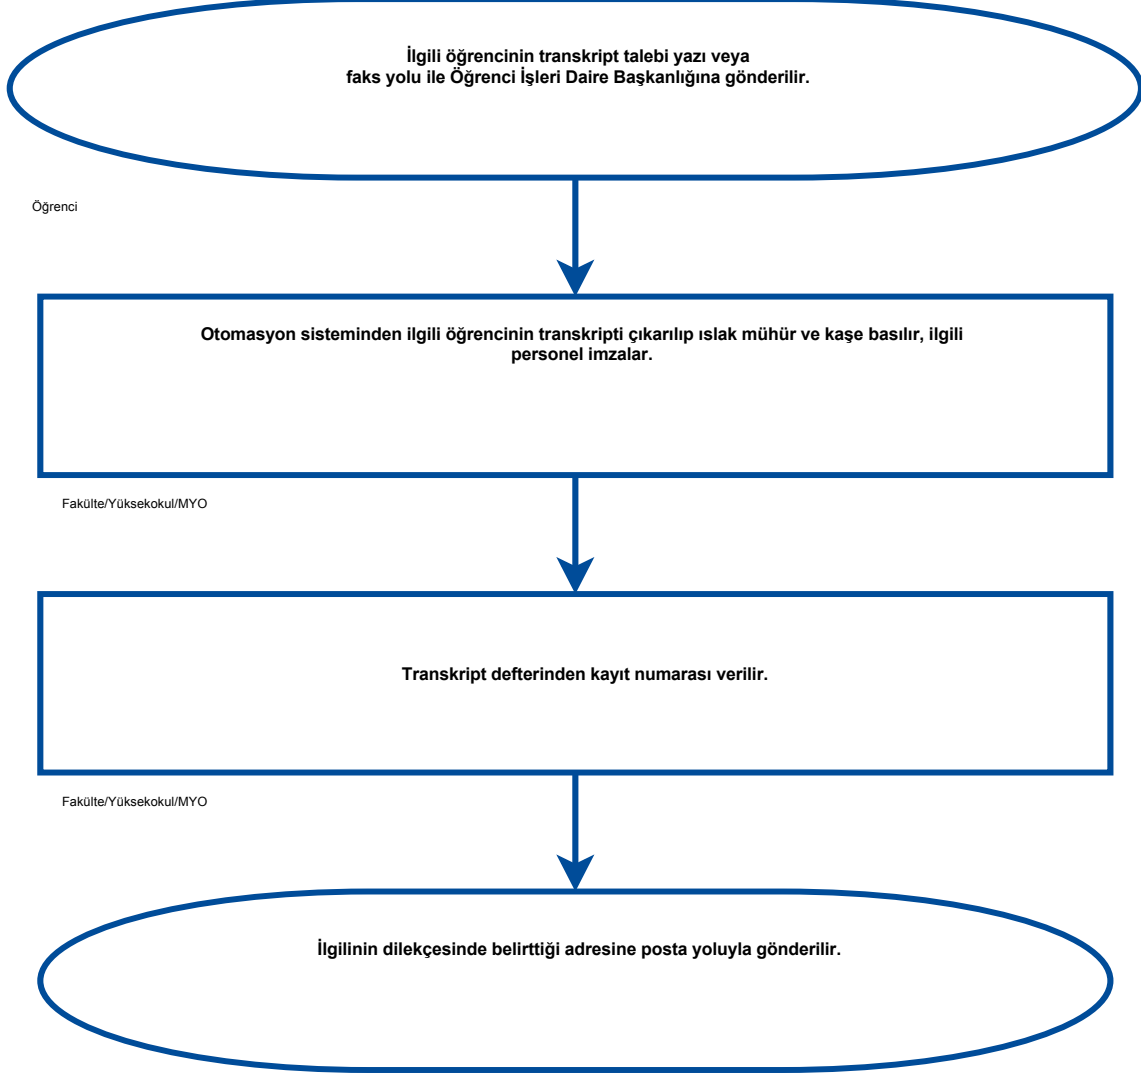 İlgili öğrencinin transkript talebi yazı veya
faks yolu ile Öğrenci İşleri Daire Başkanlığına gönderilir.
Öğrenci
Otomasyon sisteminden ilgili öğrencinin transkripti çıkarılıp ıslak mühür ve kaşe basılır, ilgili
personel imzalar.
Fakülte/Yüksekokul/MYO
Transkript defterinden kayıt numarası verilir.
Fakülte/Yüksekokul/MYO
İlgilinin dilekçesinde belirttiği adresine posta yoluyla gönderilir.